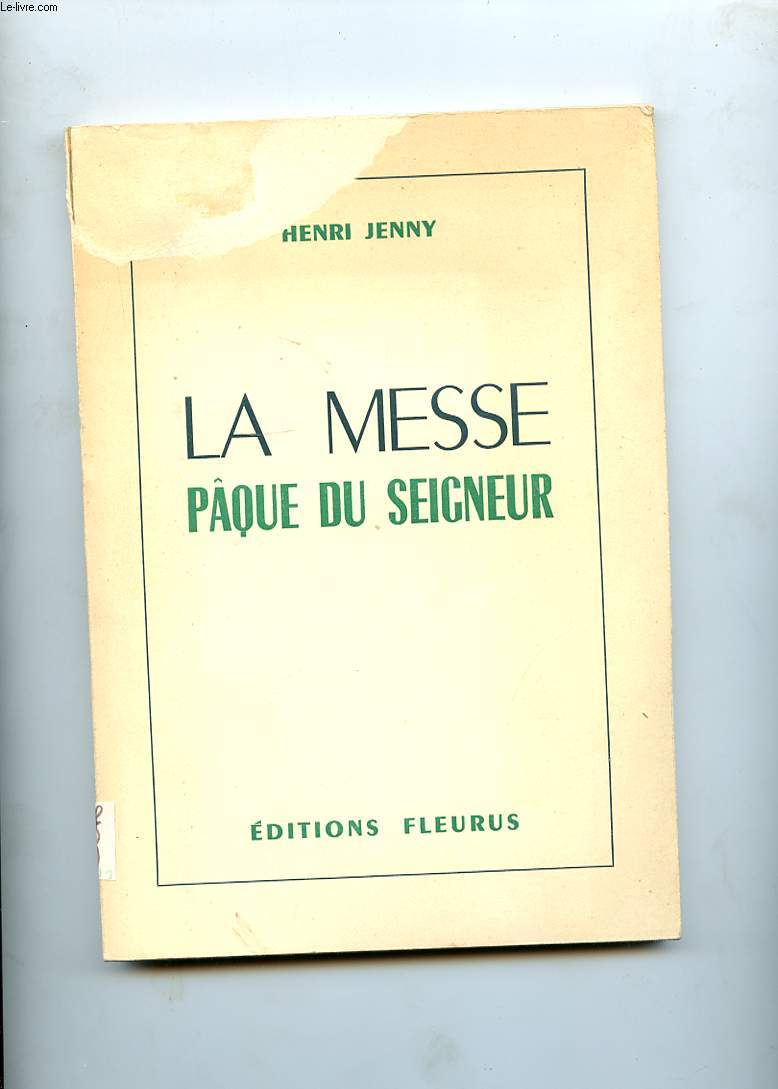 Le-livre.com
HENRI JENNY
LA MESSE
PÂQUE DU SEIGNEUR
ÉDITIONS FLEURUS